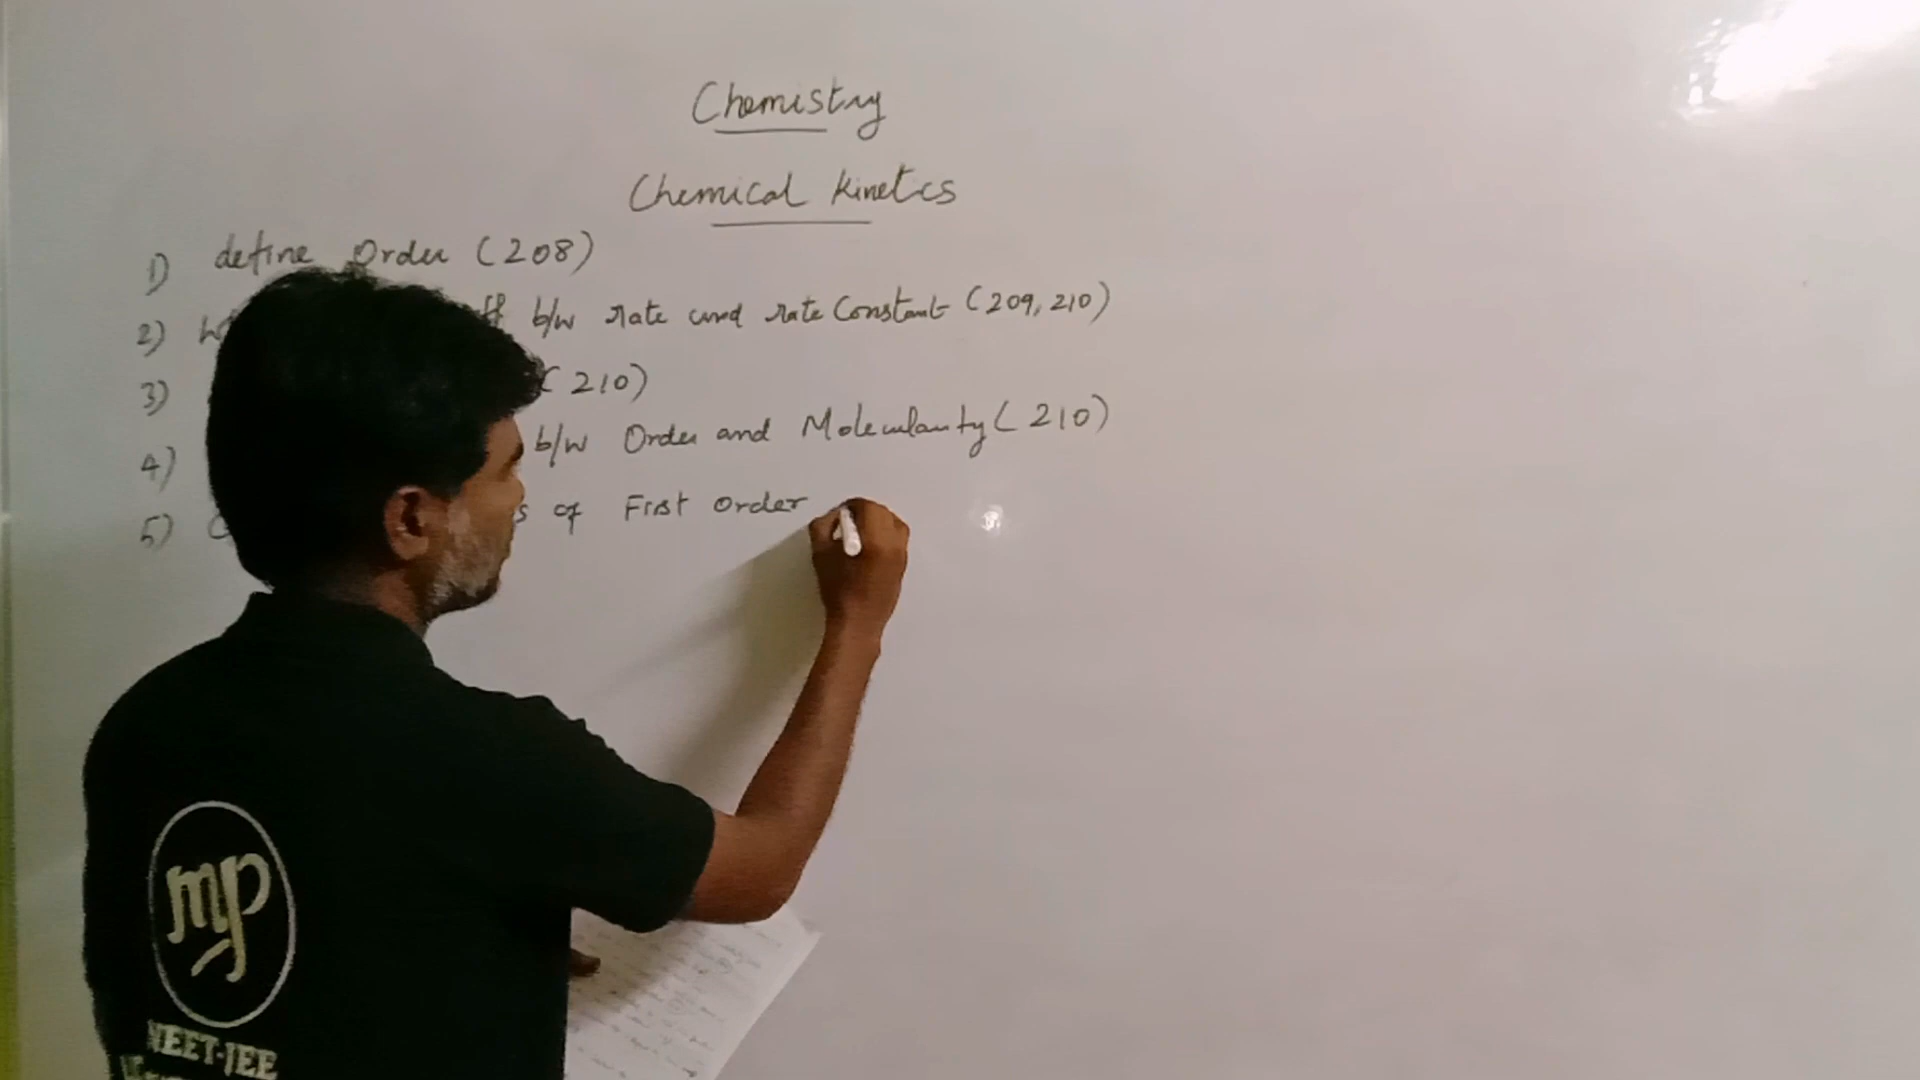 Chemistry
Chemical Kinetics
1) define Order (208)
2) b/w rate and rate Constant (209, 210)
3) (210)
4) b/w Order and Molecularity (210)
5) of First order
mp
NEET-JEE